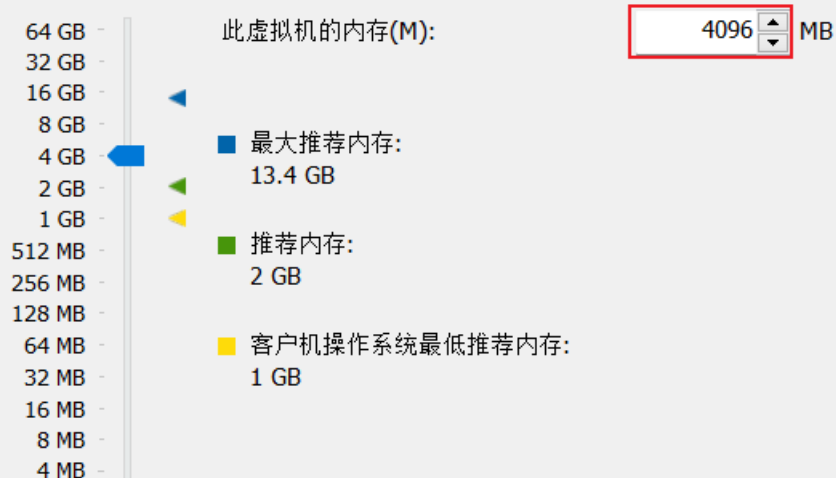 64 GB
32 GB
16 GB
8 GB
4 GB
2 GB
1 GB
512 MB
256 MB
128 MB
64 MB
32 MB
16 MB
8 MB
4 MB
此虚拟机的内存(M):
4096 MB
最大推荐内存:
13.4 GB
推荐内存:
2 GB
客户机操作系统最低推荐内存:
1 GB